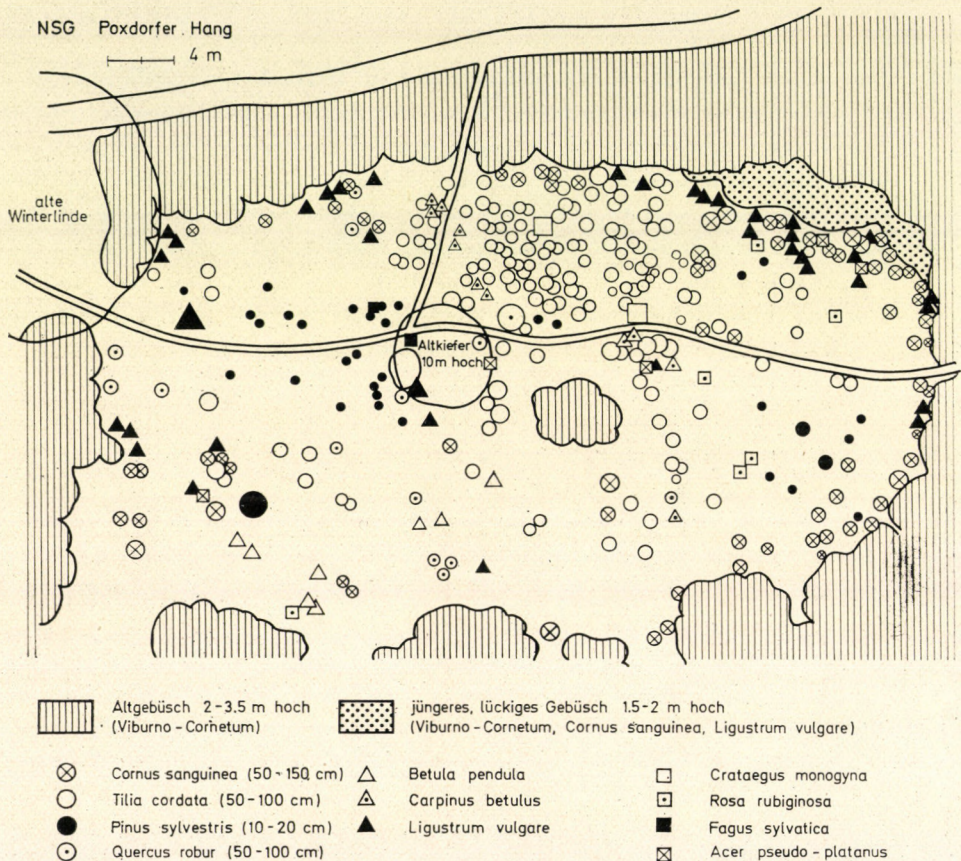 NSG Poxdorfer Hang
4 m
alte
Winterlinde
Altkiefer
10m hoch
Altgebüsch 2-3.5 m hoch
(Viburno-Cornetum)
jüngeres, lückiges Gebüsch 1.5-2 m hoch
(Viburno-Cornetum, Cornus sanguinea, Ligustrum vulgare)
Cornus sanguinea (50-150 cm)
Tilia cordata (50-100 cm)
Pinus sylvestris (10-20 cm)
Quercus robur (50-100 cm)
Betula pendula
Carpinus betulus
Ligustrum vulgare
Crataegus monogyna
Rosa rubiginosa
Fagus sylvatica
Acer pseudo-platanus